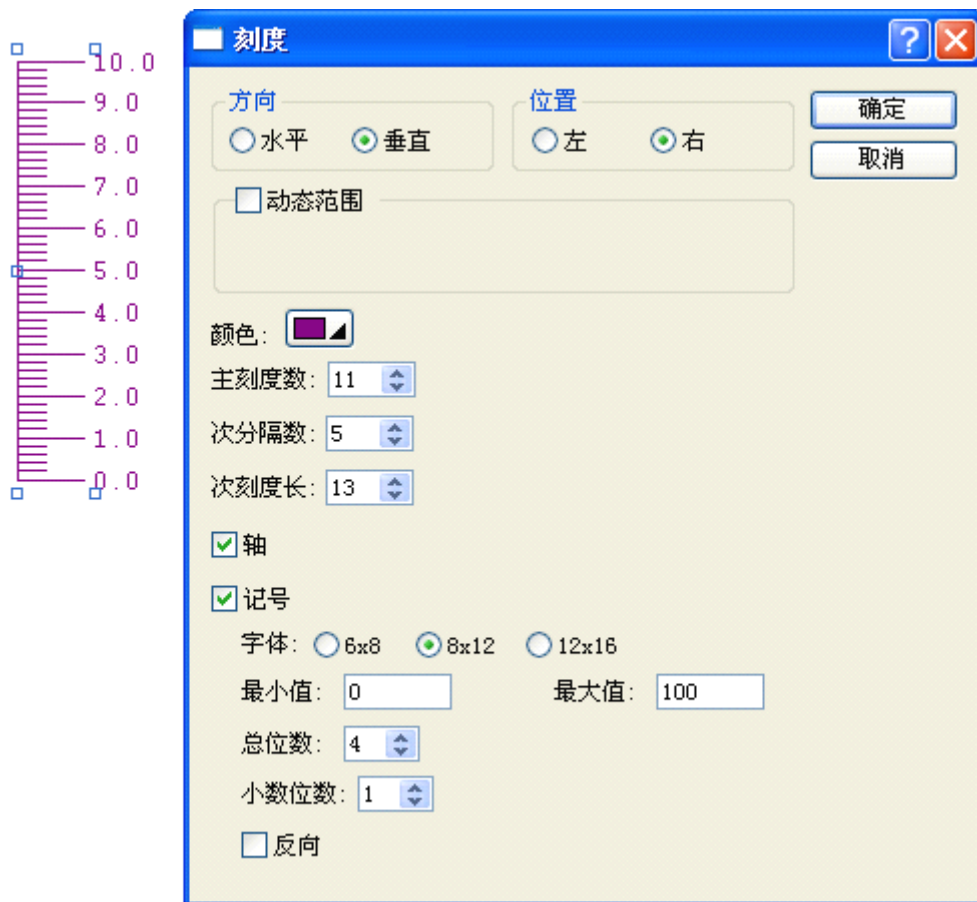 10.0
9.0
8.0
7.0
6.0
5.0
4.0
3.0
2.0
1.0
0.0
刻度
方向
水平 垂直
位置
左 右
确定
取消
动态范围
颜色:
主刻度数: 11
次分隔数: 5
次刻度长: 13
轴
记号
字体: 6x8 8x12 12x16
最小值: 0 最大值: 100
总位数: 4
小数位数: 1
反向